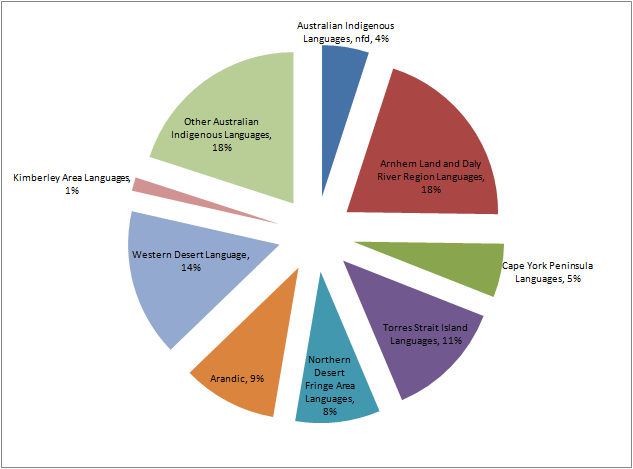 Australian Indigenous
Languages, nfd, 4%
Arnhem Land and Daly
River Region Languages,
18%
Cape York Peninsula
Languages, 5%
Torres Strait Island
Languages, 11%
Northern
Desert
Fringe Area
Languages,
8%
Arandic, 9%
Western Desert Language,
14%
Kimberley Area Languages,
1%
Other Australian
Indigenous Languages,
18%